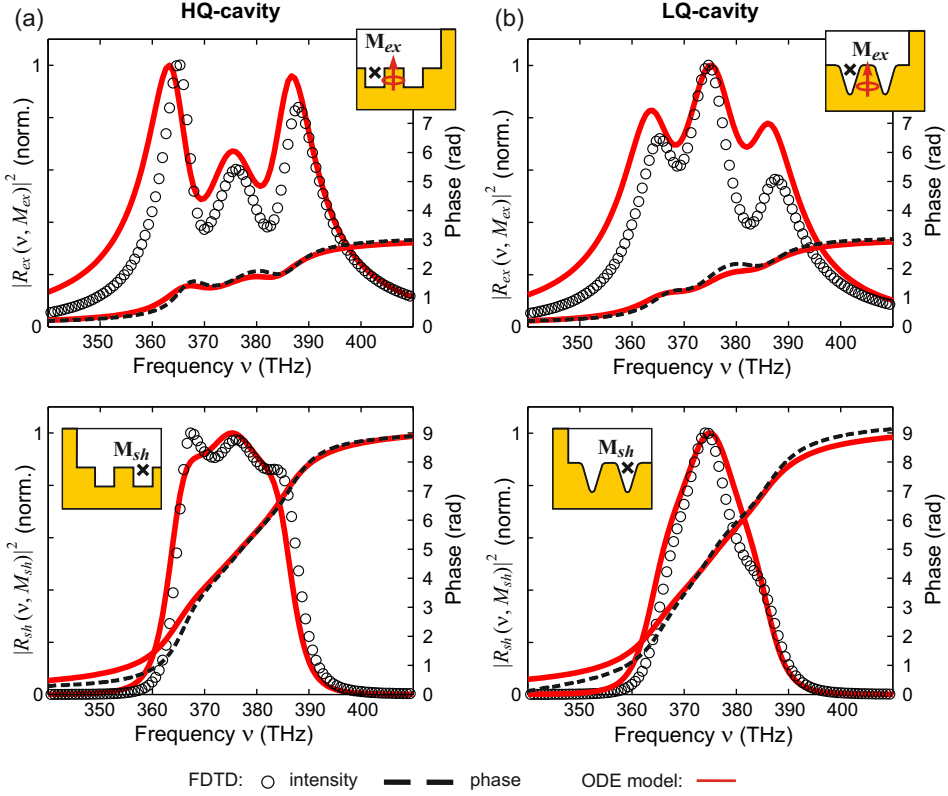 (a)
HQ-cavity
M_ex
|R_ex(ν, M_ex)|² (norm.)
1
0
7
6
5
4
3
2
1
0
Phase (rad)
350 360 370 380 390 400
Frequency ν (THz)
(b)
LQ-cavity
M_ex
|R_ex(ν, M_ex)|² (norm.)
1
0
7
6
5
4
3
2
1
0
Phase (rad)
350 360 370 380 390 400
Frequency ν (THz)
M_sh
|R_sh(ν, M_sh)|² (norm.)
1
0
9
8
7
6
5
4
3
2
1
0
Phase (rad)
350 360 370 380 390 400
Frequency ν (THz)
M_sh
|R_sh(ν, M_sh)|² (norm.)
1
0
9
8
7
6
5
4
3
2
1
0
Phase (rad)
350 360 370 380 390 400
Frequency ν (THz)
FDTD: intensity phase ODE model: